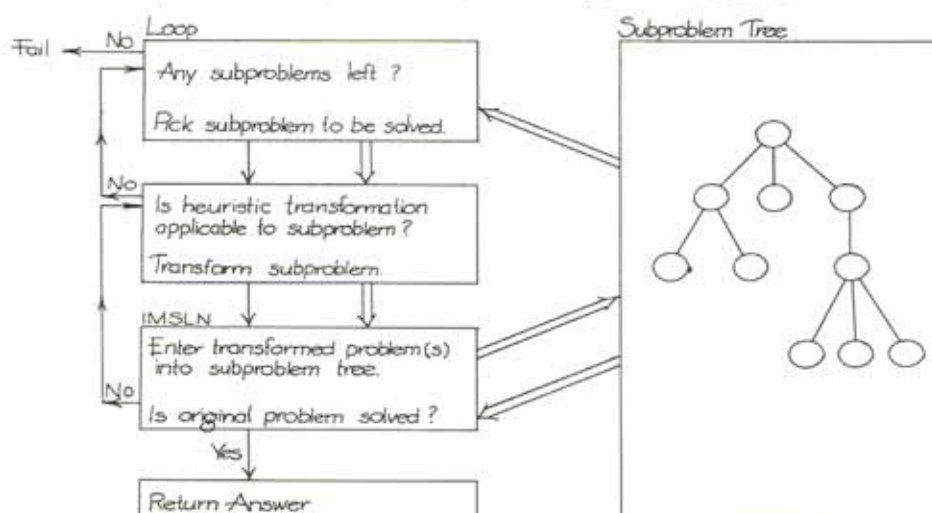 Loop
Fail
No
Any subproblems left ?
Pick subproblem to be solved.
No
Is heuristic transformation
applicable to subproblem ?
Transform subproblem.
IMSLN
Enter transformed problem(s)
into subproblem tree.
No
Is original problem solved ?
Yes
Return Answer
Subproblem Tree